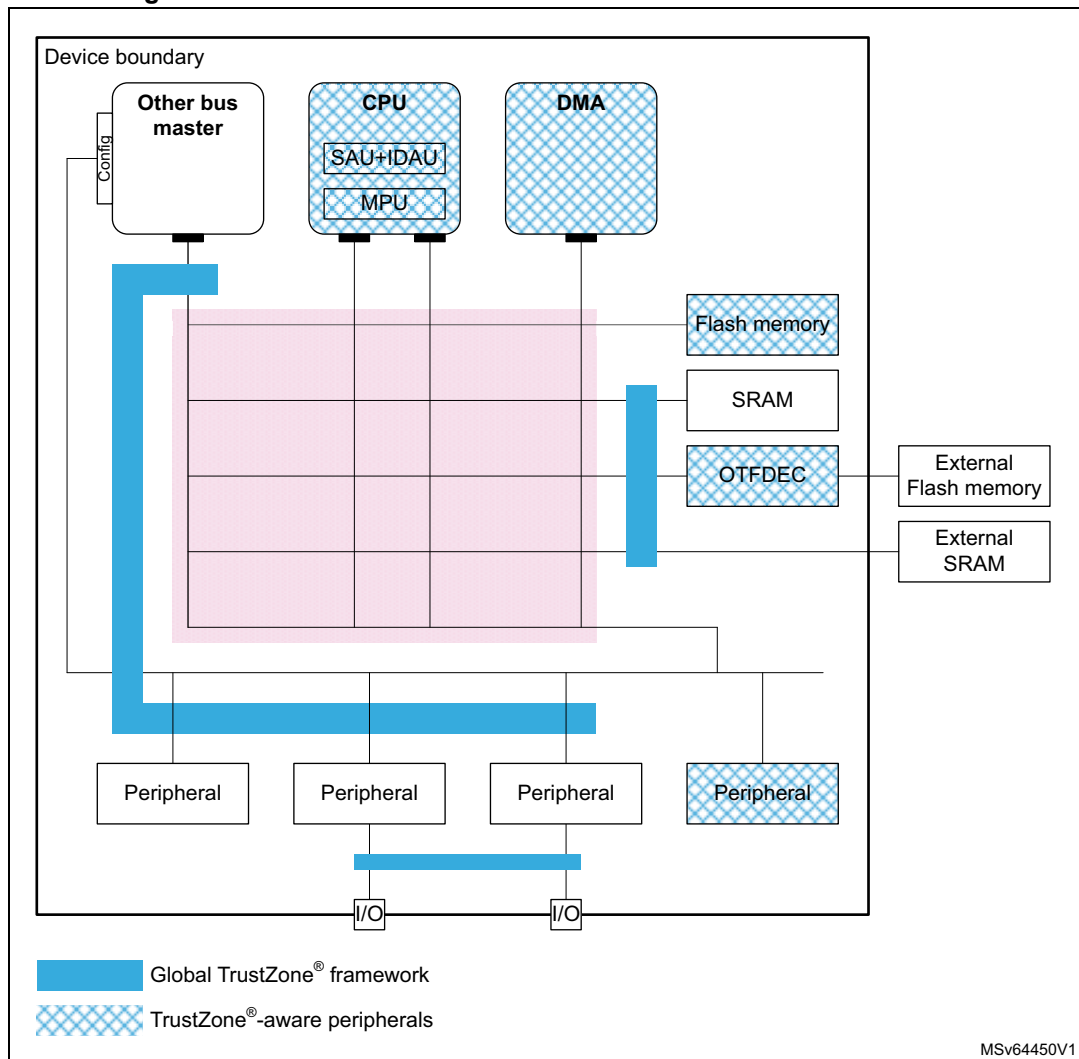 Device boundary
Other bus
master
Config
CPU
SAU+IDAU
MPU
DMA
Flash memory
SRAM
OTFDEC
External
Flash memory
External
SRAM
Peripheral
Peripheral
Peripheral
Peripheral
I/O
I/O
Global TrustZone® framework
TrustZone®-aware peripherals
MSv64450V1